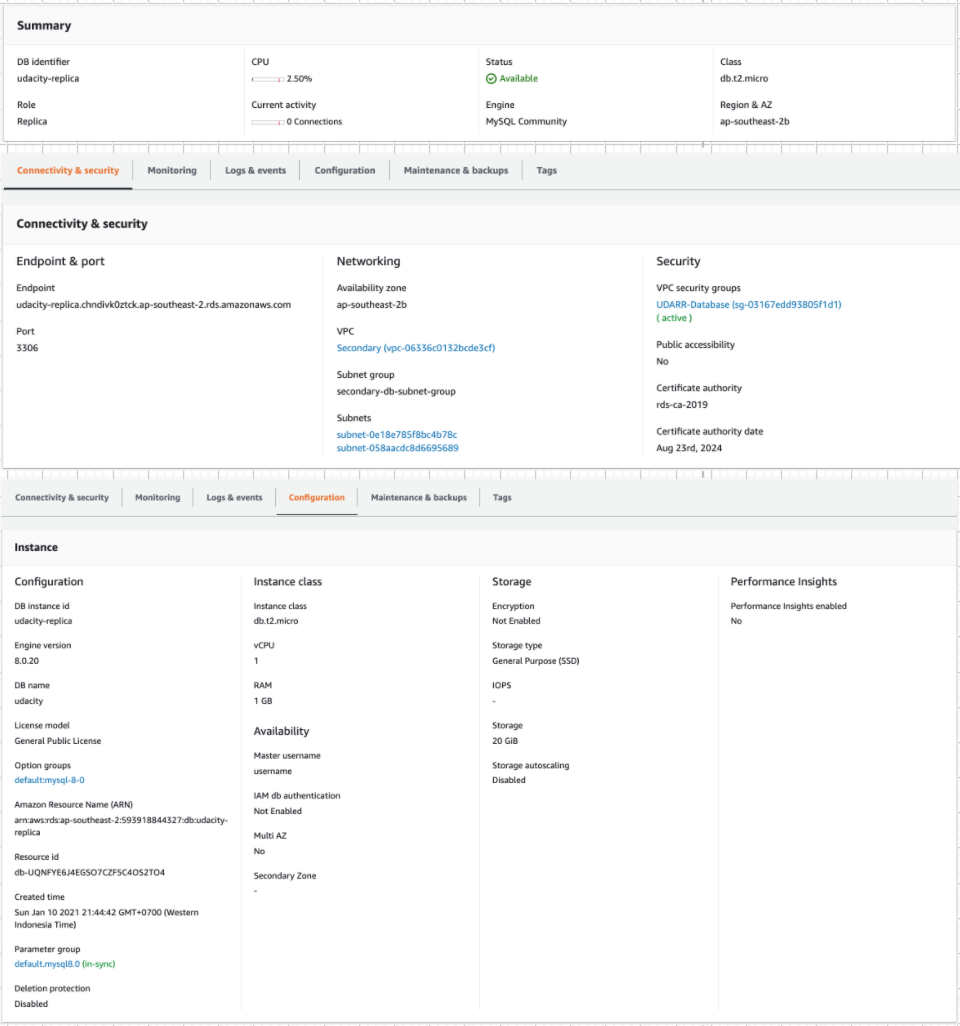 Summary
DB identifier
udacity-replica
CPU
2.50%
Status
Available
Class
db.t2.micro
Role
Replica
Current activity
0 Connections
Engine
MySQL Community
Region & AZ
ap-southeast-2b
Connectivity & security Monitoring Logs & events Configuration Maintenance & backups Tags
Connectivity & security
Endpoint & port
Endpoint
udacity-replica.chndivk0ztck.ap-southeast-2.rds.amazonaws.com
Port
3306
Networking
Availability zone
ap-southeast-2b
VPC
Secondary (vpc-06336c0132bcde3cf)
Subnet group
secondary-db-subnet-group
Subnets
subnet-0e18e785f8bc4b78c
subnet-058aacdc8d6695689
Security
VPC security groups
UDARR-Database (sg-03167edd93805f1d1)
( active )
Public accessibility
No
Certificate authority
rds-ca-2019
Certificate authority date
Aug 23rd, 2024
Connectivity & security Monitoring Logs & events Configuration Maintenance & backups Tags
Instance
Configuration
DB instance id
udacity-replica
Engine version
8.0.20
DB name
udacity
License model
General Public License
Option groups
default:mysql-8-0
Amazon Resource Name (ARN)
arn:aws:rds:ap-southeast-2:593918844327:db:udacity-
replica
Resource id
db-UQNFYE6J4EGSO7CZF5C4OS2TO4
Created time
Sun Jan 10 2021 21:44:42 GMT+0700 (Western
Indonesia Time)
Parameter group
default.mysql8.0 (in-sync)
Deletion protection
Disabled
Instance class
Instance class
db.t2.micro
vCPU
1
RAM
1 GB
Availability
Master username
username
IAM db authentication
Not Enabled
Multi AZ
No
Secondary Zone
-
Storage
Encryption
Not Enabled
Storage type
General Purpose (SSD)
IOPS
-
Storage
20 GiB
Storage autoscaling
Disabled
Performance Insights
Performance Insights enabled
No